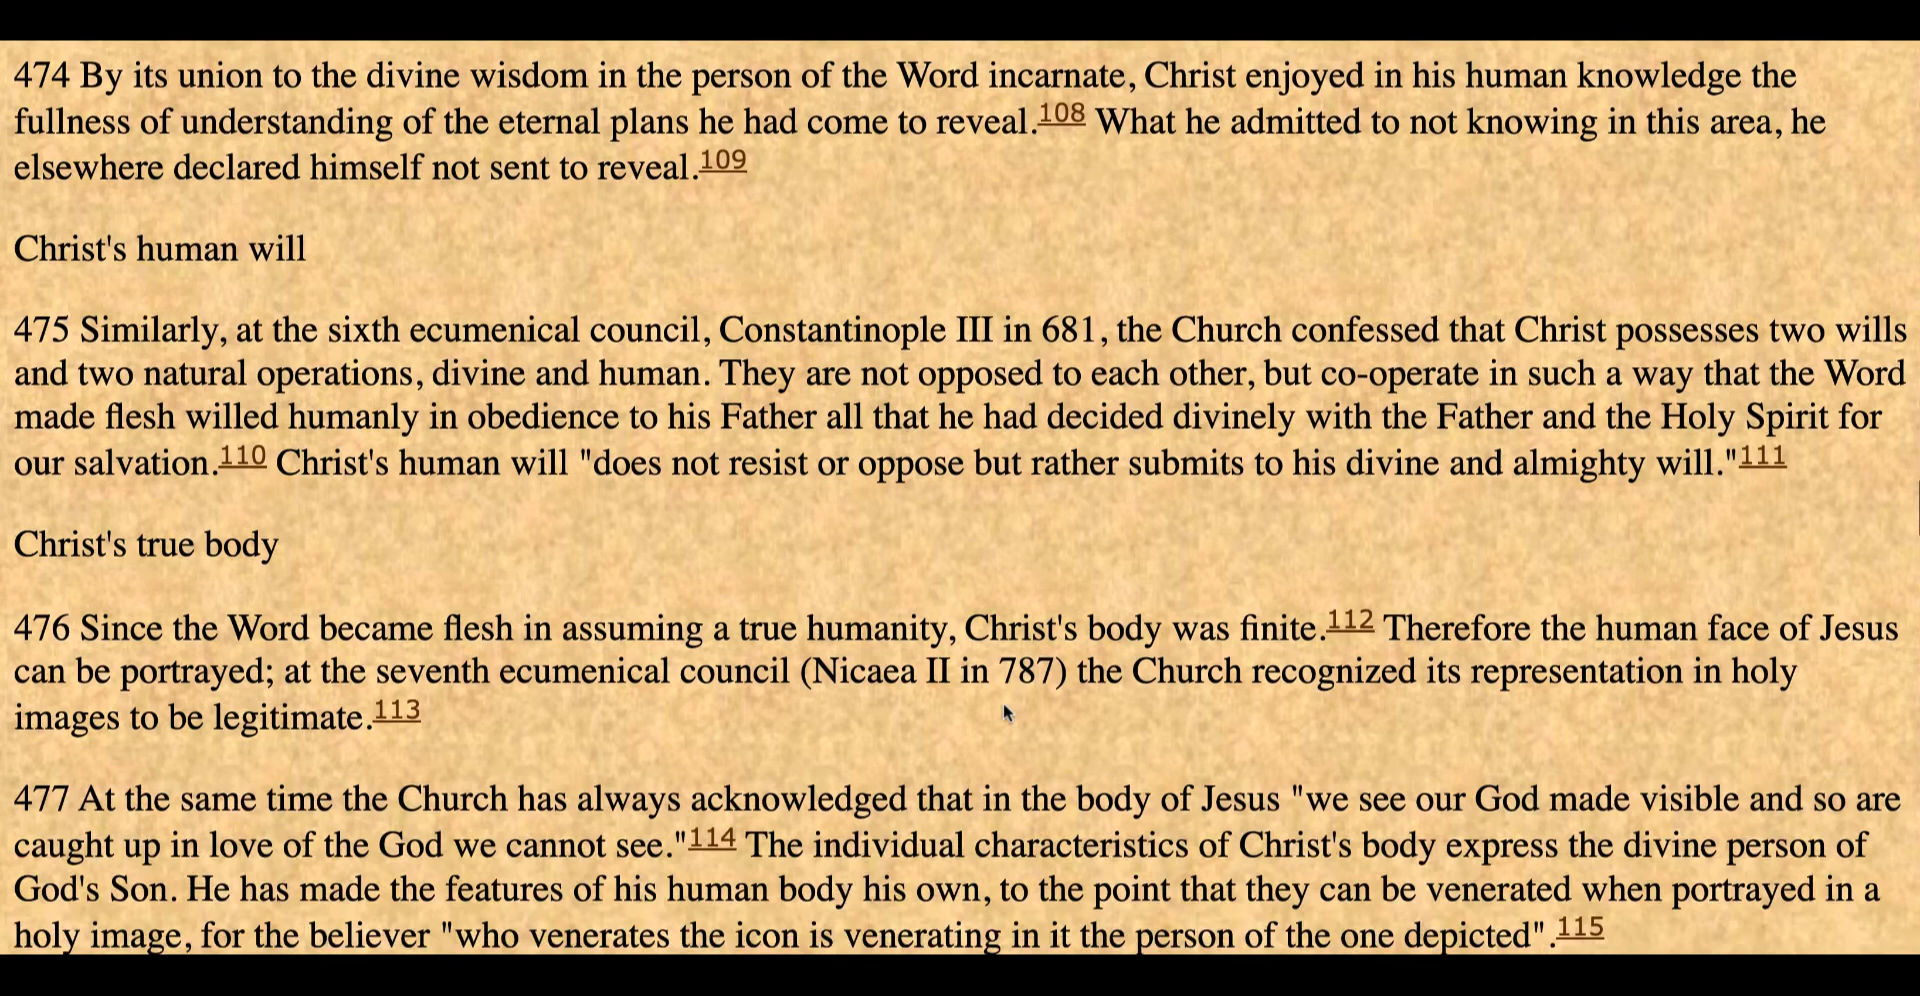 474 By its union to the divine wisdom in the person of the Word incarnate, Christ enjoyed in his human knowledge the
fullness of understanding of the eternal plans he had come to reveal.108 What he admitted to not knowing in this area, he
elsewhere declared himself not sent to reveal.109
Christ's human will
475 Similarly, at the sixth ecumenical council, Constantinople III in 681, the Church confessed that Christ possesses two wills
and two natural operations, divine and human. They are not opposed to each other, but co-operate in such a way that the Word
made flesh willed humanly in obedience to his Father all that he had decided divinely with the Father and the Holy Spirit for
our salvation.110 Christ's human will "does not resist or oppose but rather submits to his divine and almighty will."111
Christ's true body
476 Since the Word became flesh in assuming a true humanity, Christ's body was finite.112 Therefore the human face of Jesus
can be portrayed; at the seventh ecumenical council (Nicaea II in 787) the Church recognized its representation in holy
images to be legitimate.113
477 At the same time the Church has always acknowledged that in the body of Jesus "we see our God made visible and so are
caught up in love of the God we cannot see."114 The individual characteristics of Christ's body express the divine person of
God's Son. He has made the features of his human body his own, to the point that they can be venerated when portrayed in a
holy image, for the believer "who venerates the icon is venerating in it the person of the one depicted".115